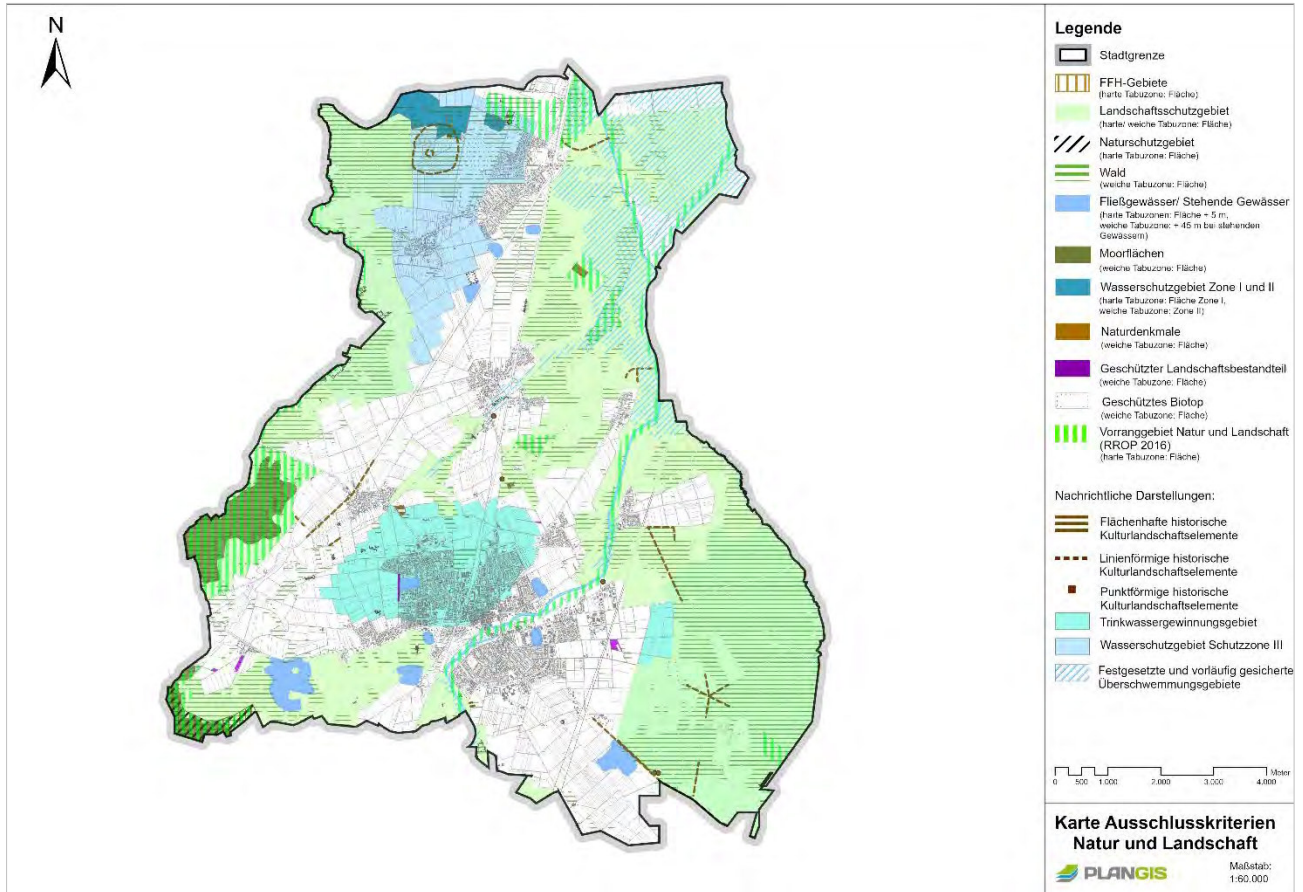 N
Legende
Stadtgrenze
FFH-Gebiete
(harte Tabuzone: Fläche)
Landschaftsschutzgebiet
(harte/ weiche Tabuzone: Fläche)
Naturschutzgebiet
(harte Tabuzone: Fläche)
Wald
(weiche Tabuzone: Fläche)
Fließgewässer/ Stehende Gewässer
(harte Tabuzonen: Fläche + 5 m,
weiche Tabuzone: + 45 m bei stehenden
Gewässern)
Moorflächen
(weiche Tabuzone: Fläche)
Wasserschutzgebiet Zone I und II
(harte Tabuzone: Fläche Zone I,
weiche Tabuzone: Zone II)
Naturdenkmale
(weiche Tabuzone: Fläche)
Geschützter Landschaftsbestandteil
(weiche Tabuzone: Fläche)
Geschütztes Biotop
(weiche Tabuzone: Fläche)
Vorranggebiet Natur und Landschaft
(RROP 2016)
(harte Tabuzone: Fläche)
Nachrichtliche Darstellungen:
Flächenhafte historische
Kulturlandschaftselemente
Linienförmige historische
Kulturlandschaftselemente
Punktförmige historische
Kulturlandschaftselemente
Trinkwassergewinnungsgebiet
Wasserschutzgebiet Schutzzone III
Festgesetzte und vorläufig gesicherte
Überschwemmungsgebiete
Meter
0 500 1.000 2.000 3.000 4.000
Karte Ausschlusskriterien
Natur und Landschaft
PLANGIS
Maßstab:
1:60.000